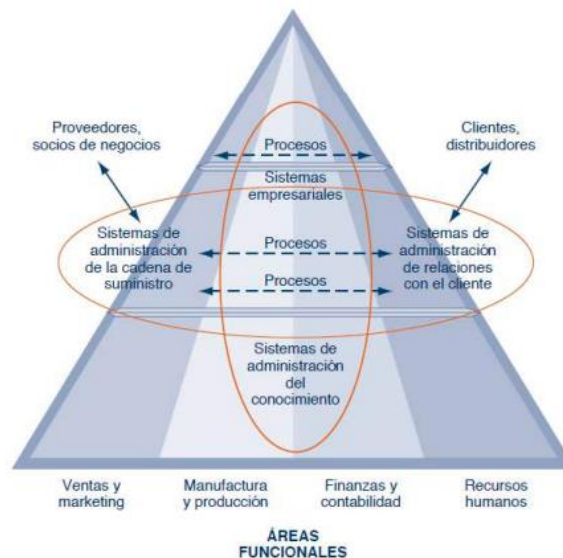 Proveedores,
socios de negocios
Clientes,
distribuidores
Procesos
Sistemas
empresariales
Sistemas de
administración
de la cadena de
suministro
Procesos
Procesos
Sistemas de
administración
de relaciones
con el cliente
Sistemas de
administración
del
conocimiento
Ventas y
marketing
Manufactura
y producción
Finanzas y
contabilidad
Recursos
humanos
ÁREAS
FUNCIONALES